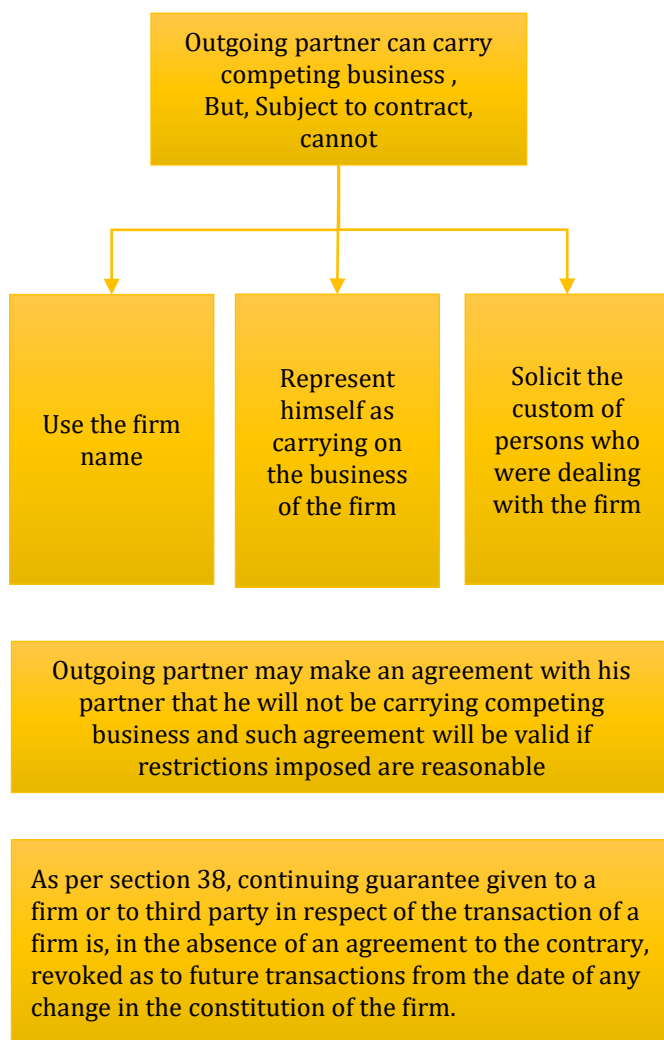 Outgoing partner can carry
competing business ,
But, Subject to contract,
cannot
Use the firm
name
Represent
himself as
carrying on
the business
of the firm
Solicit the
custom of
persons who
were dealing
with the firm
Outgoing partner may make an agreement with his
partner that he will not be carrying competing
business and such agreement will be valid if
restrictions imposed are reasonable
As per section 38, continuing guarantee given to a
firm or to third party in respect of the transaction of a
firm is, in the absence of an agreement to the contrary,
revoked as to future transactions from the date of any
change in the constitution of the firm.